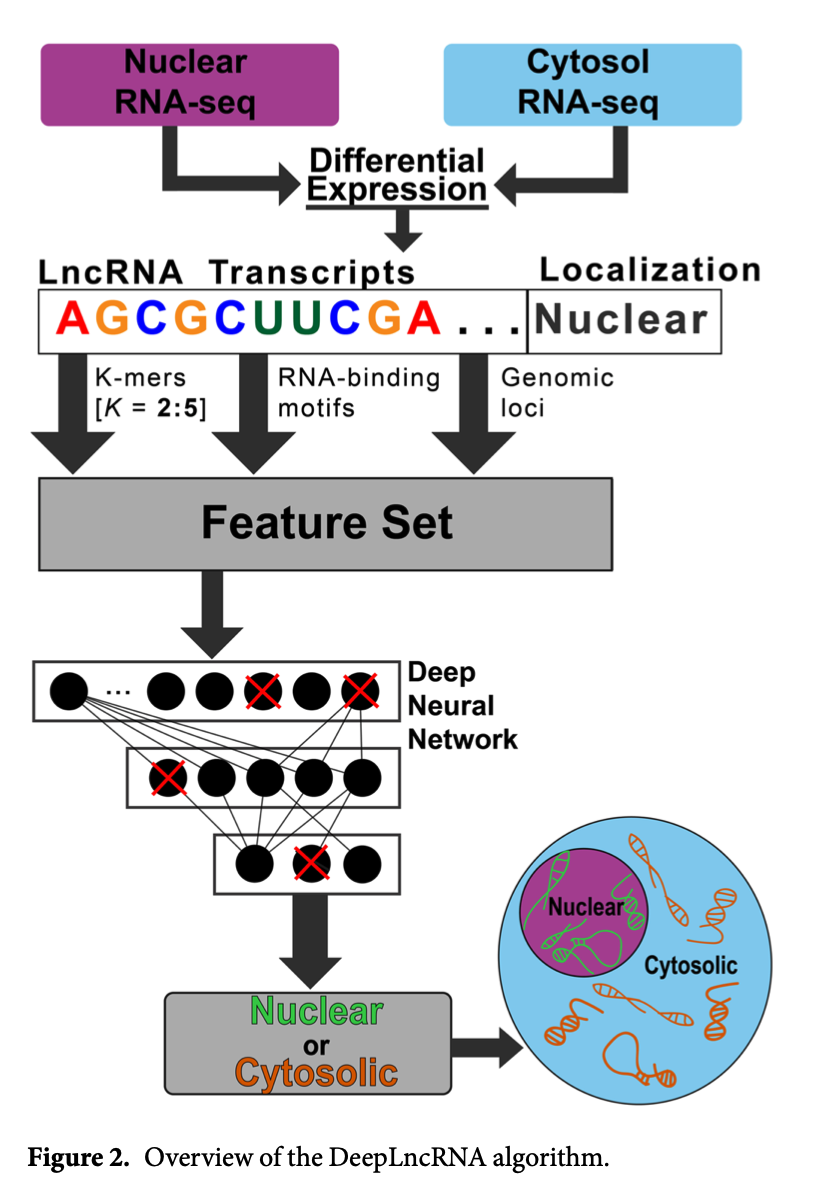 Nuclear
RNA-seq
Cytosol
RNA-seq
Differential
Expression
LncRNA Transcripts
Localization
AGCGCUUCGA...
Nuclear
K-mers
[K = 2:5]
RNA-binding
motifs
Genomic
loci
Feature Set
...
Deep
Neural
Network
Nuclear
Cytosolic
Nuclear
or
Cytosolic
Figure 2. Overview of the DeepLncRNA algorithm.